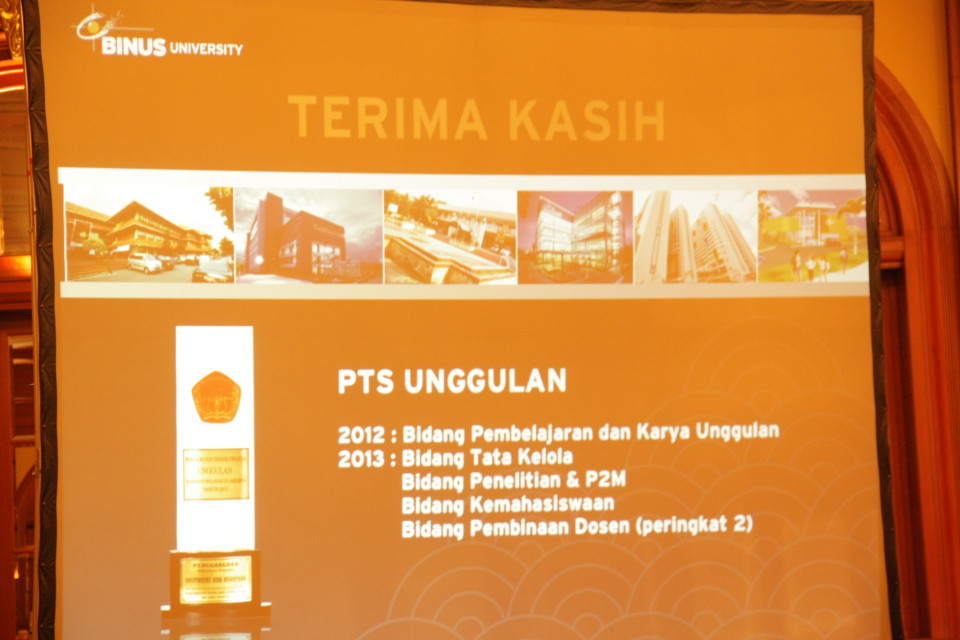 BINUS UNIVERSITY
TERIMA KASIH
PTS UNGGULAN
2012 : Bidang Pembelajaran dan Karya Unggulan
2013 : Bidang Tata Kelola
Bidang Penelitian & P2M
Bidang Kemahasiswaan
Bidang Pembinaan Dosen (peringkat 2)
UNGGULAN
PENGHARGAAN